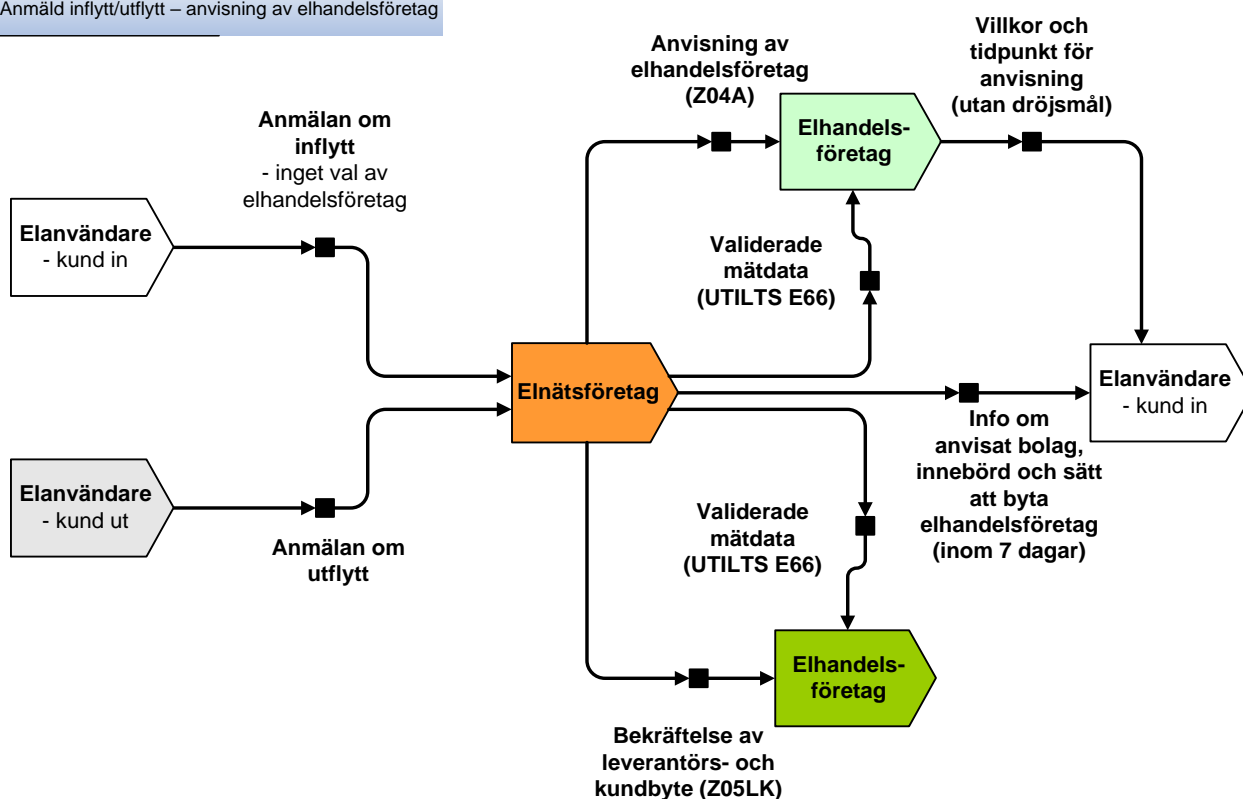 Anmäld inflytt/utflytt – anvisning av elhandelsföretag
Anmälan om
inflytt
- inget val av
elhandelsföretag
Elanvändare
- kund in
Elanvändare
- kund ut
Anmälan om
utflytt
Elnätsföretag
Anvisning av
elhandelsföretag
(Z04A)
Elhandels-
företag
Villkor och
tidpunkt för
anvisning
(utan dröjsmål)
Validerade
mätdata
(UTILTS E66)
Elanvändare
- kund in
Info om
anvisat bolag,
innebörd och sätt
att byta
elhandelsföretag
(inom 7 dagar)
Validerade
mätdata
(UTILTS E66)
Elhandels-
företag
Bekräftelse av
leverantörs- och
kundbyte (Z05LK)